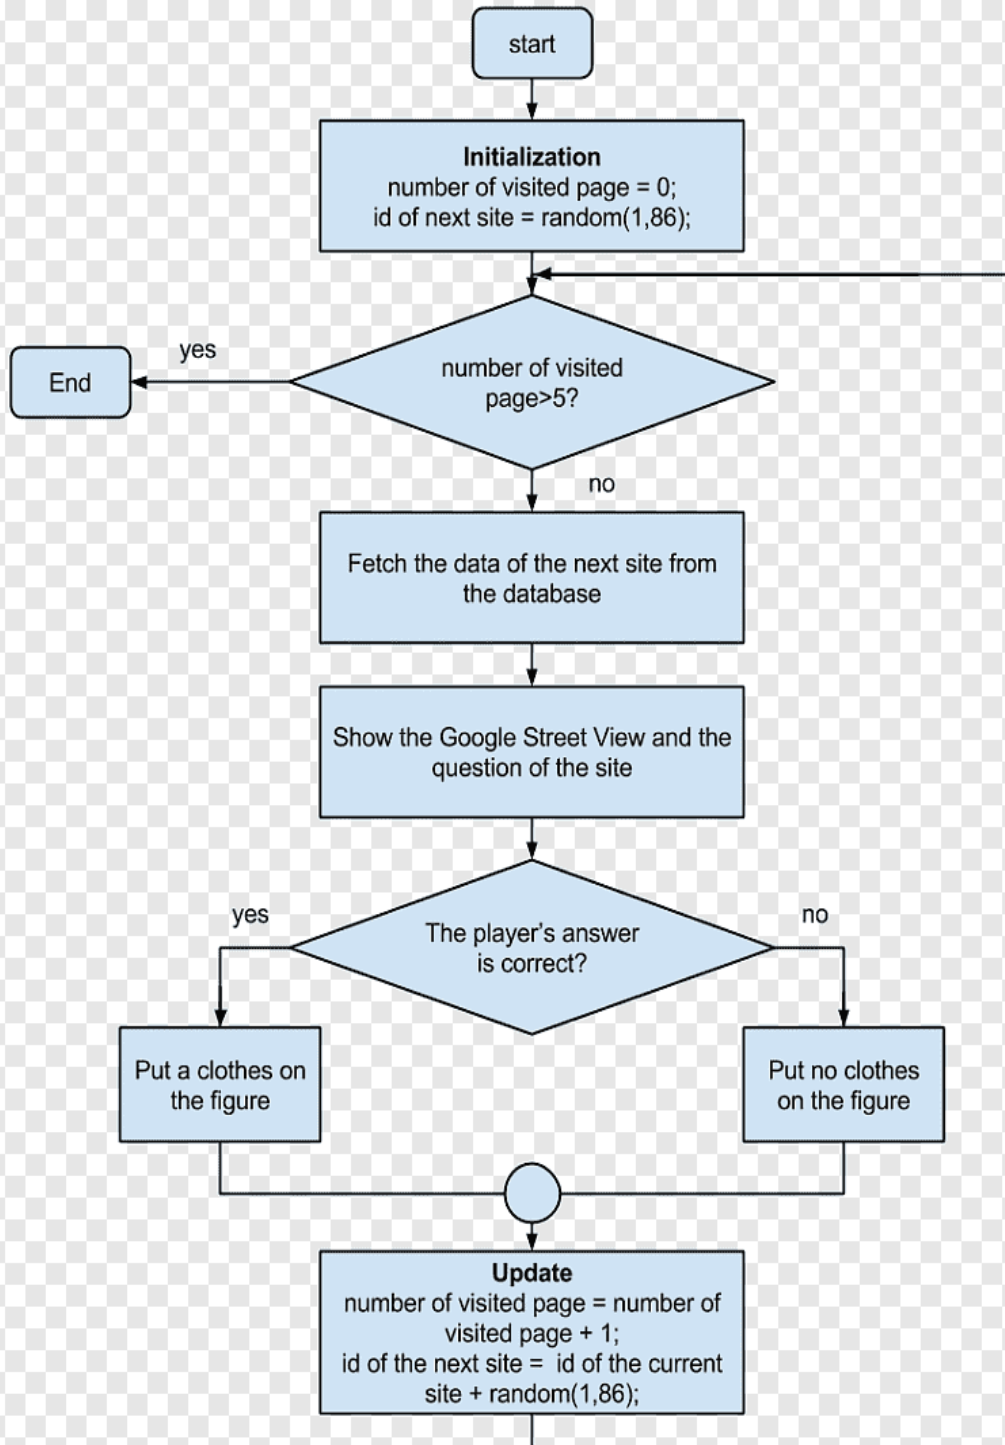 start
Initialization
number of visited page = 0;
id of next site = random(1,86);
yes
End
number of visited
page>5?
no
Fetch the data of the next site from
the database
Show the Google Street View and the
question of the site
yes
no
The player's answer
is correct?
Put a clothes on
the figure
Put no clothes
on the figure
Update
number of visited page = number of
visited page + 1;
id of the next site =  id of the current
site + random(1,86);